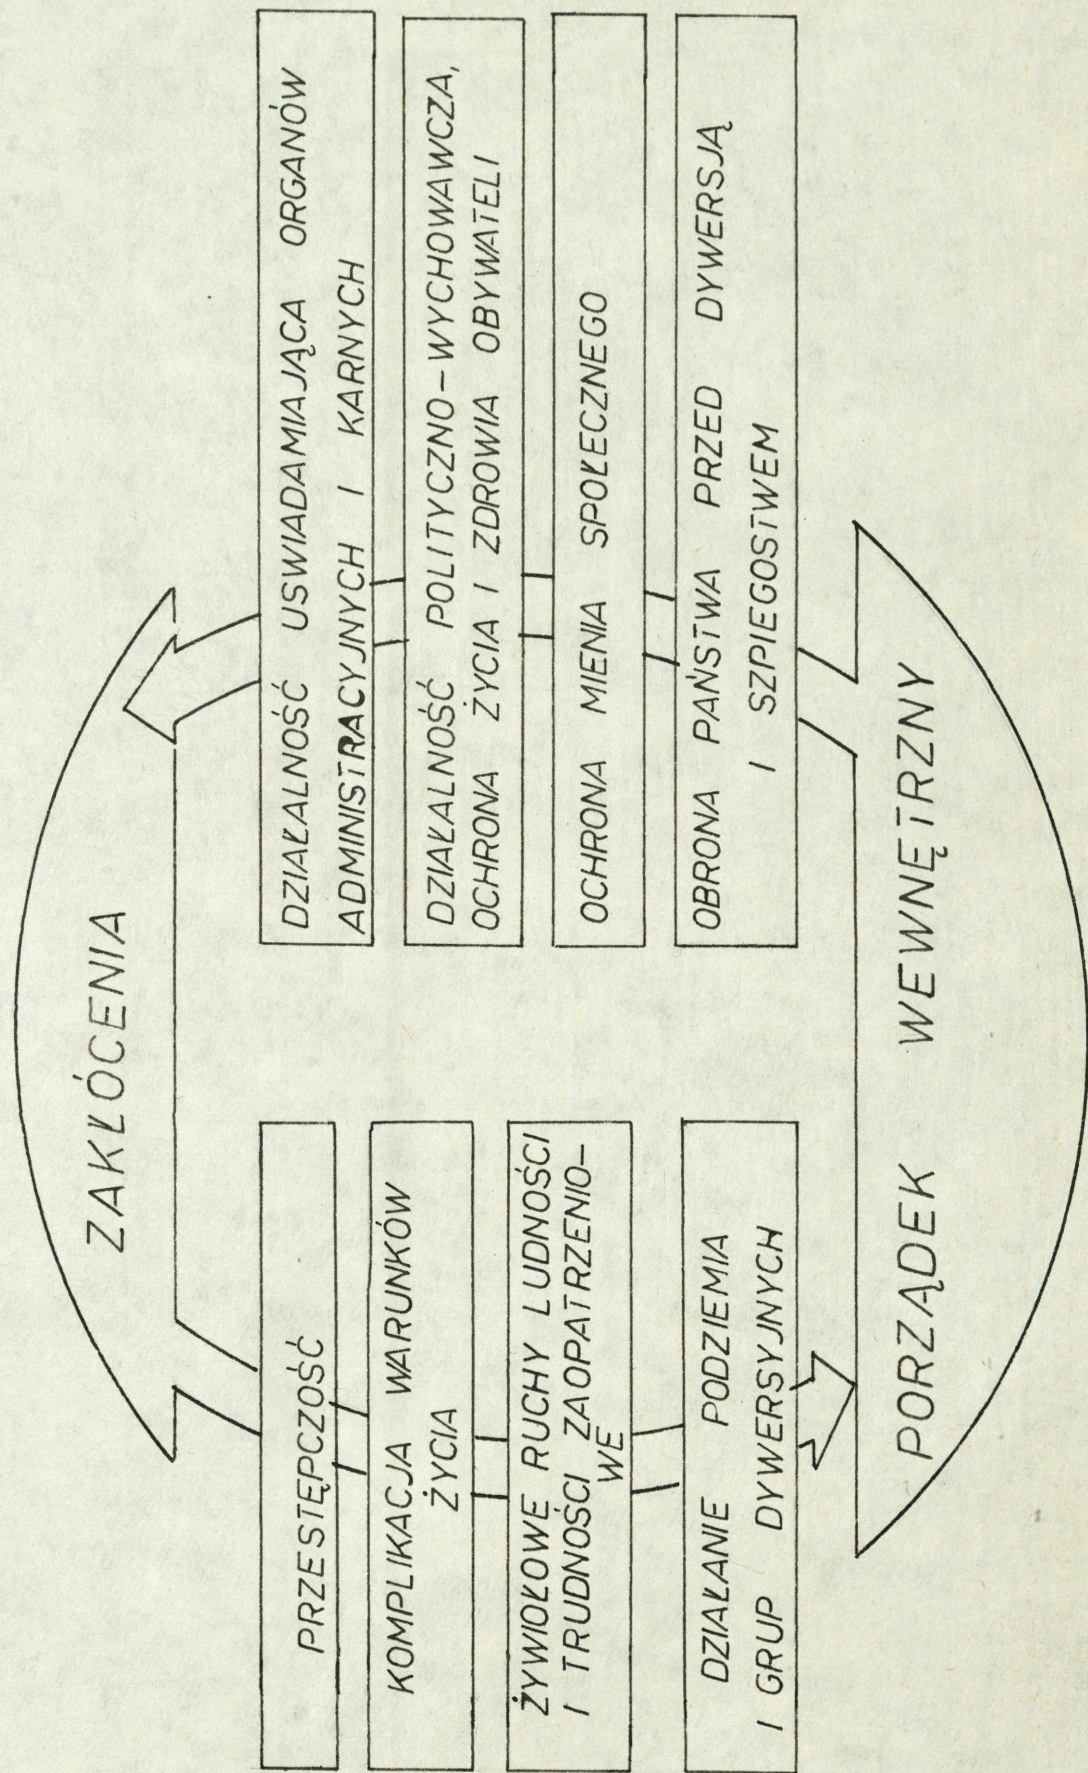 ZAKŁÓCENIA
PRZESTĘPCZOŚĆ
KOMPLIKACJA WARUNKÓW
ŻYCIA
ŻYWIOŁOWE RUCHY LUDNOŚCI
I TRUDNOŚCI ZAOPATRZENIO–
WE
DZIAŁANIE PODZIEMIA
I GRUP DYWERSYJNYCH
DZIAŁALNOŚĆ USWIADAMIAJĄCA ORGANÓW
ADMINISTRACYJNYCH I KARNYCH
DZIAŁALNOŚĆ POLITYCZNO–WYCHOWAWCZA,
OCHRONA ŻYCIA I ZDROWIA OBYWATELI
OCHRONA MIENIA SPOŁECZNEGO
OBRONA PAŃSTWA PRZED DYWERSJĄ
I SZPIEGOSTWEM
PORZĄDEK WEWNĘTRZNY